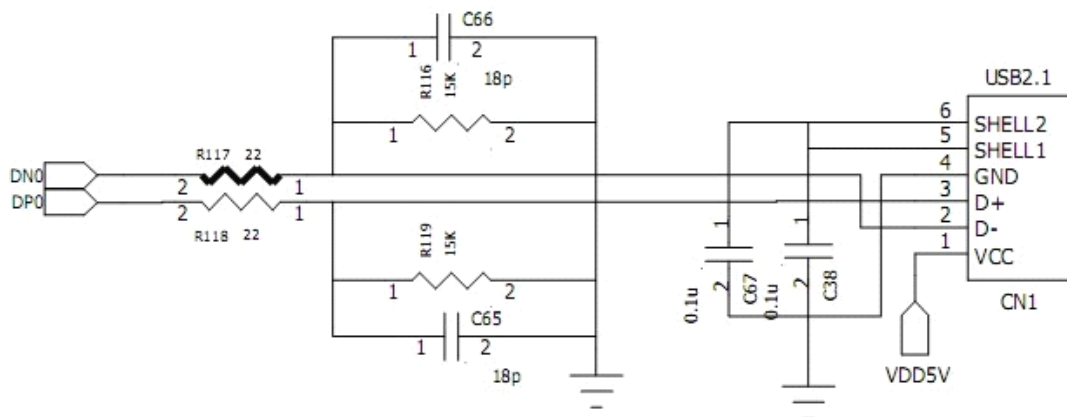 C66
1 2
R116
15K
18p
1 2
USB2.1
6 SHELL2
5 SHELL1
4 GND
3 D+
2 D-
1 VCC
CN1
R117 22
DN0
2 1
DP0
2 1
R118 22
R119
15K
1 2
C65
1 2
18p
1
2
0.1u
C67
1
2
0.1u
C38
VDD5V